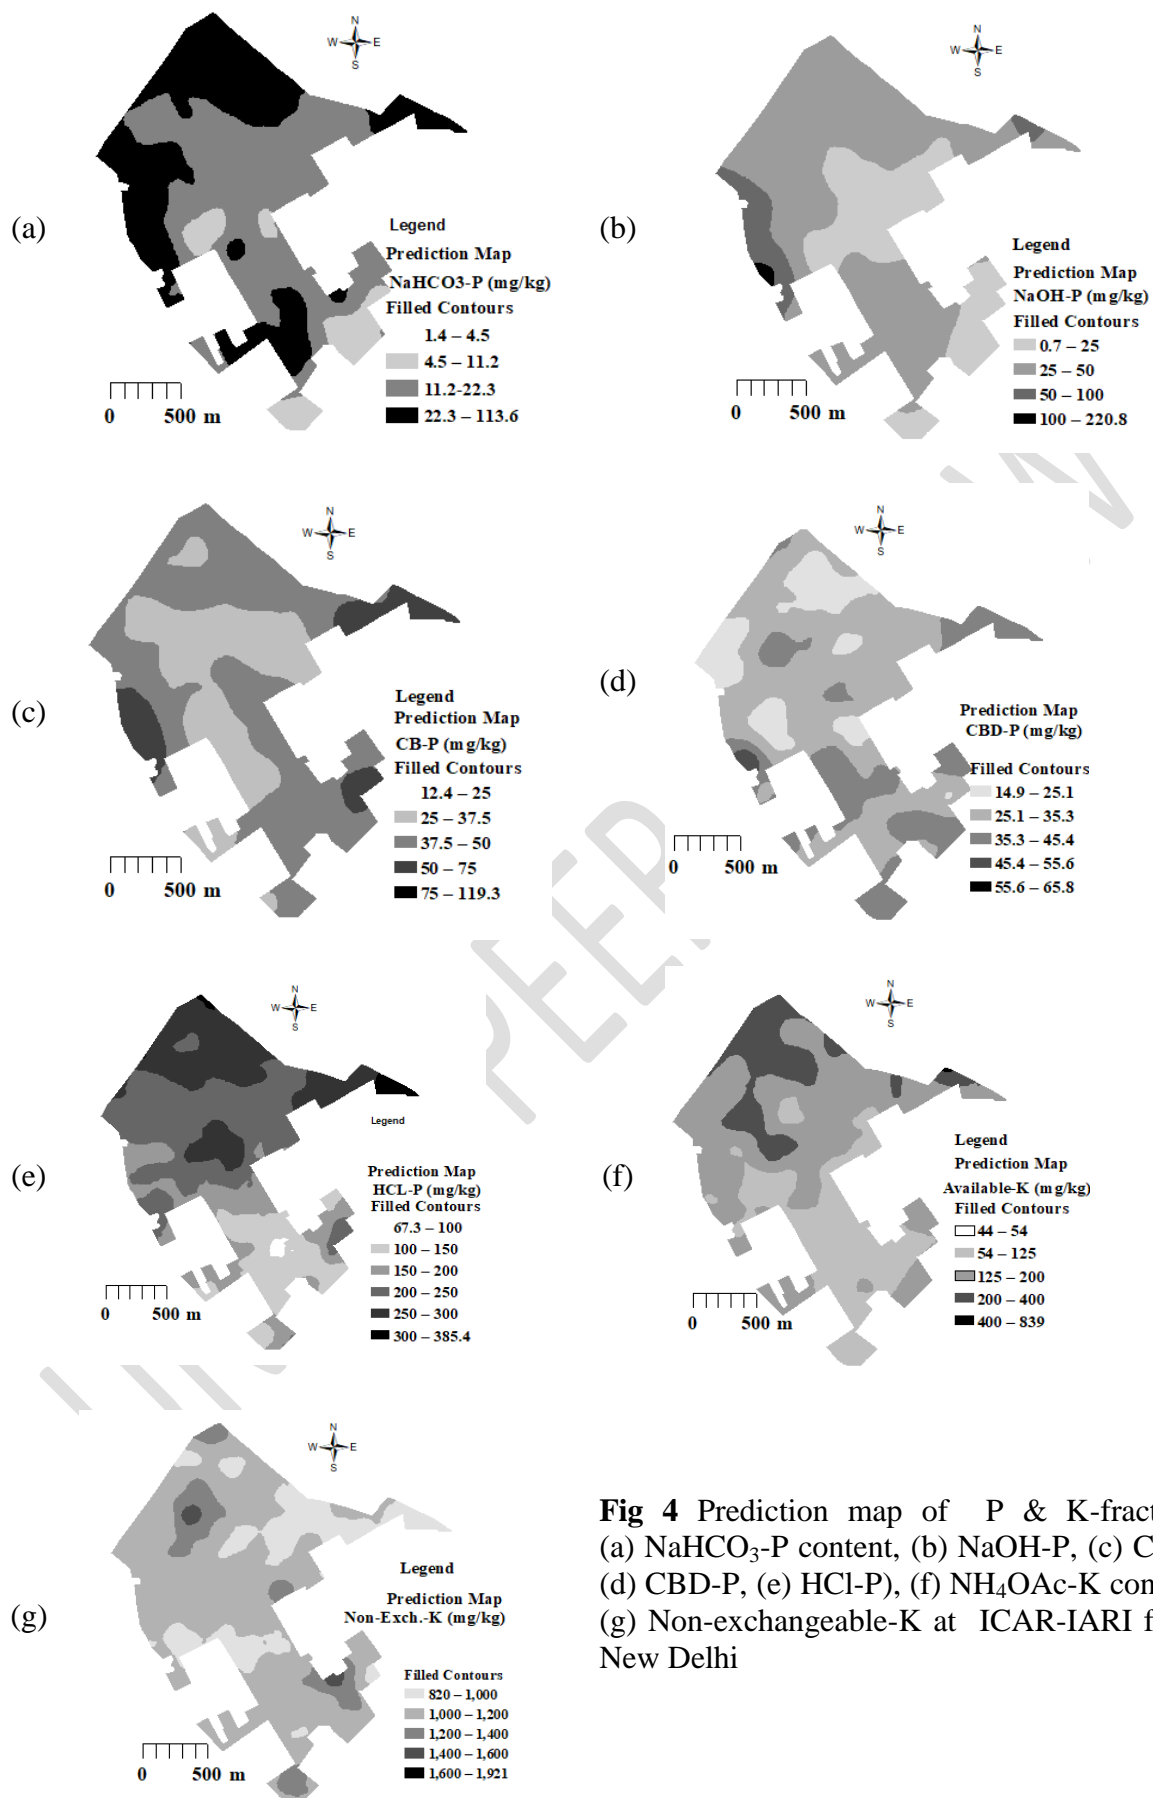 N
W E
S
(a)
Legend
Prediction Map
NaHCO3-P (mg/kg)
Filled Contours
1.4 – 4.5
4.5 – 11.2
11.2-22.3
22.3 – 113.6
0 500 m
N
W E
S
(b)
Legend
Prediction Map
NaOH-P (mg/kg)
Filled Contours
0.7 – 25
25 – 50
50 – 100
100 – 220.8
0 500 m
N
W E
S
(c)
Legend
Prediction Map
CB-P (mg/kg)
Filled Contours
12.4 – 25
25 – 37.5
37.5 – 50
50 – 75
75 – 119.3
0 500 m
N
W E
S
(d)
Prediction Map
CBD-P (mg/kg)
Filled Contours
14.9 – 25.1
25.1 – 35.3
35.3 – 45.4
45.4 – 55.6
55.6 – 65.8
0 500 m
N
W E
S
(e)
Legend
Prediction Map
HCL-P (mg/kg)
Filled Contours
67.3 – 100
100 – 150
150 – 200
200 – 250
250 – 300
300 – 385.4
0 500 m
N
W E
S
(f)
Legend
Prediction Map
Available-K (mg/kg)
Filled Contours
44 – 54
54 – 125
125 – 200
200 – 400
400 – 839
0 500 m
N
W E
S
(g)
Legend
Prediction Map
Non-Exch.-K (mg/kg)
Filled Contours
820 – 1,000
1,000 – 1,200
1,200 – 1,400
1,400 – 1,600
1,600 – 1,921
0 500 m
Fig 4 Prediction map of P & K-fract
(a) NaHCO₃-P content, (b) NaOH-P, (c) C
(d) CBD-P, (e) HCl-P), (f) NH₄OAc-K con
(g) Non-exchangeable-K at ICAR-IARI f
New Delhi
PEER